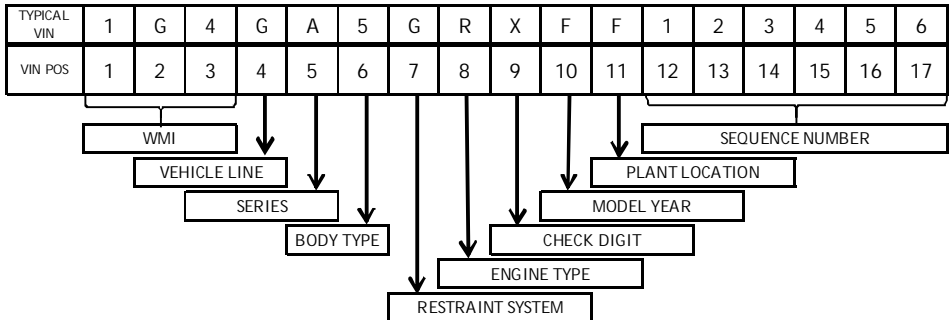 TYPICAL VIN 1 G 4 G A 5 G R X F F 1 2 3 4 5 6
VIN POS 1 2 3 4 5 6 7 8 9 10 11 12 13 14 15 16 17
WMI SEQUENCE NUMBER
VEHICLE LINE PLANT LOCATION
SERIES MODEL YEAR
BODY TYPE CHECK DIGIT
ENGINE TYPE
RESTRAINT SYSTEM